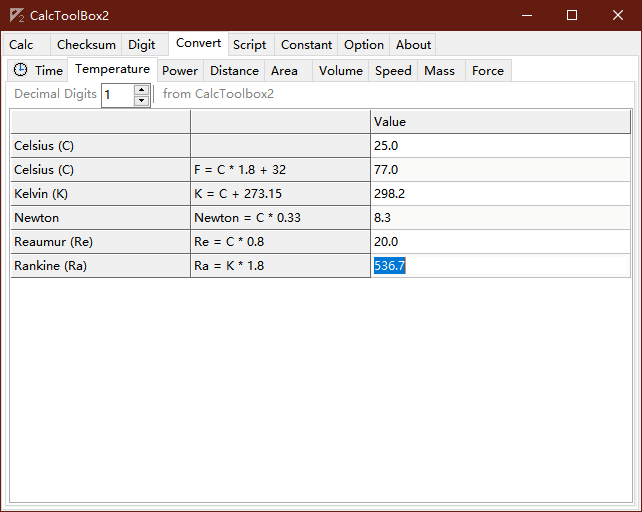 CalcToolBox2
Calc Checksum Digit Convert Script Constant Option About
Time Temperature Power Distance Area Volume Speed Mass Force
Decimal Digits 1 from CalcToolbox2
Value
Celsius (C) 25.0
Celsius (C) F = C * 1.8 + 32 77.0
Kelvin (K) K = C + 273.15 298.2
Newton Newton = C * 0.33 8.3
Reaumur (Re) Re = C * 0.8 20.0
Rankine (Ra) Ra = K * 1.8 536.7